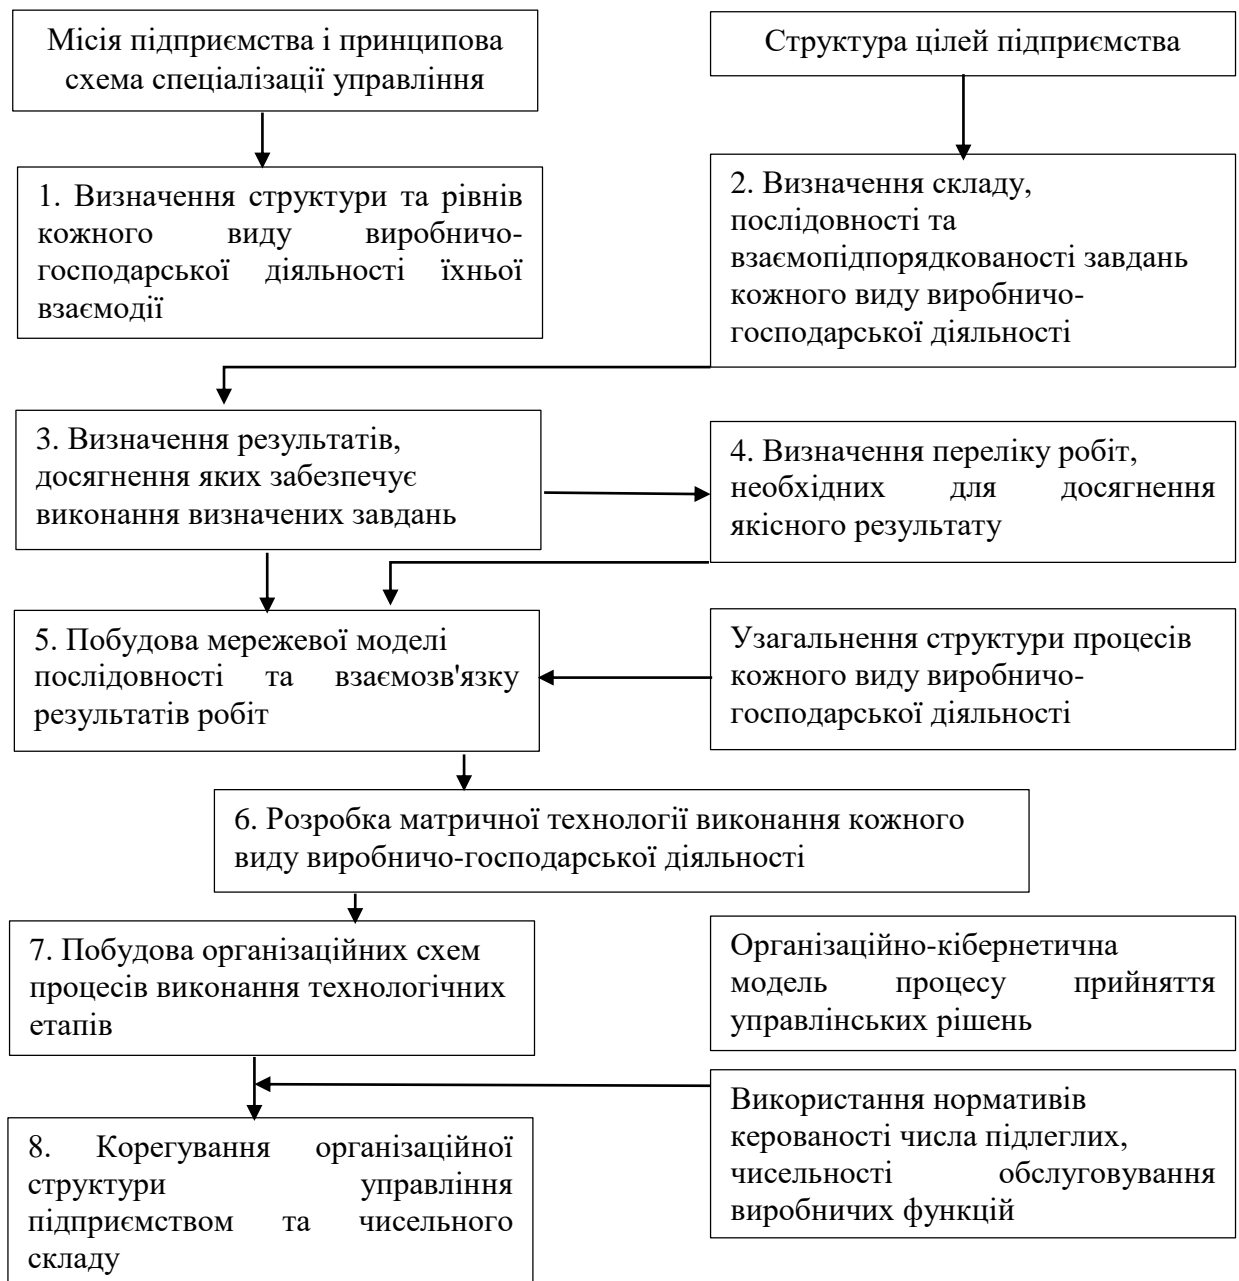 Місія підприємства і принципова
схема спеціалізації управління
Структура цілей підприємства
1. Визначення структури та рівнів
кожного виду виробничо-
господарської діяльності їхньої
взаємодії
2. Визначення складу,
послідовності та
взаємопідпорядкованості завдань
кожного виду виробничо-
господарської діяльності
3. Визначення результатів,
досягнення яких забезпечує
виконання визначених завдань
4. Визначення переліку робіт,
необхідних для досягнення
якісного результату
5. Побудова мережевої моделі
послідовності та взаємозв'язку
результатів робіт
Узагальнення структури процесів
кожного виду виробничо-
господарської діяльності
6. Розробка матричної технології виконання кожного
виду виробничо-господарської діяльності
7. Побудова організаційних схем
процесів виконання технологічних
етапів
Організаційно-кібернетична
модель процесу прийняття
управлінських рішень
Використання нормативів
керованості числа підлеглих,
чисельності обслуговування
виробничих функцій
8. Корегування організаційної
структури управління
підприємством та чисельного
складу